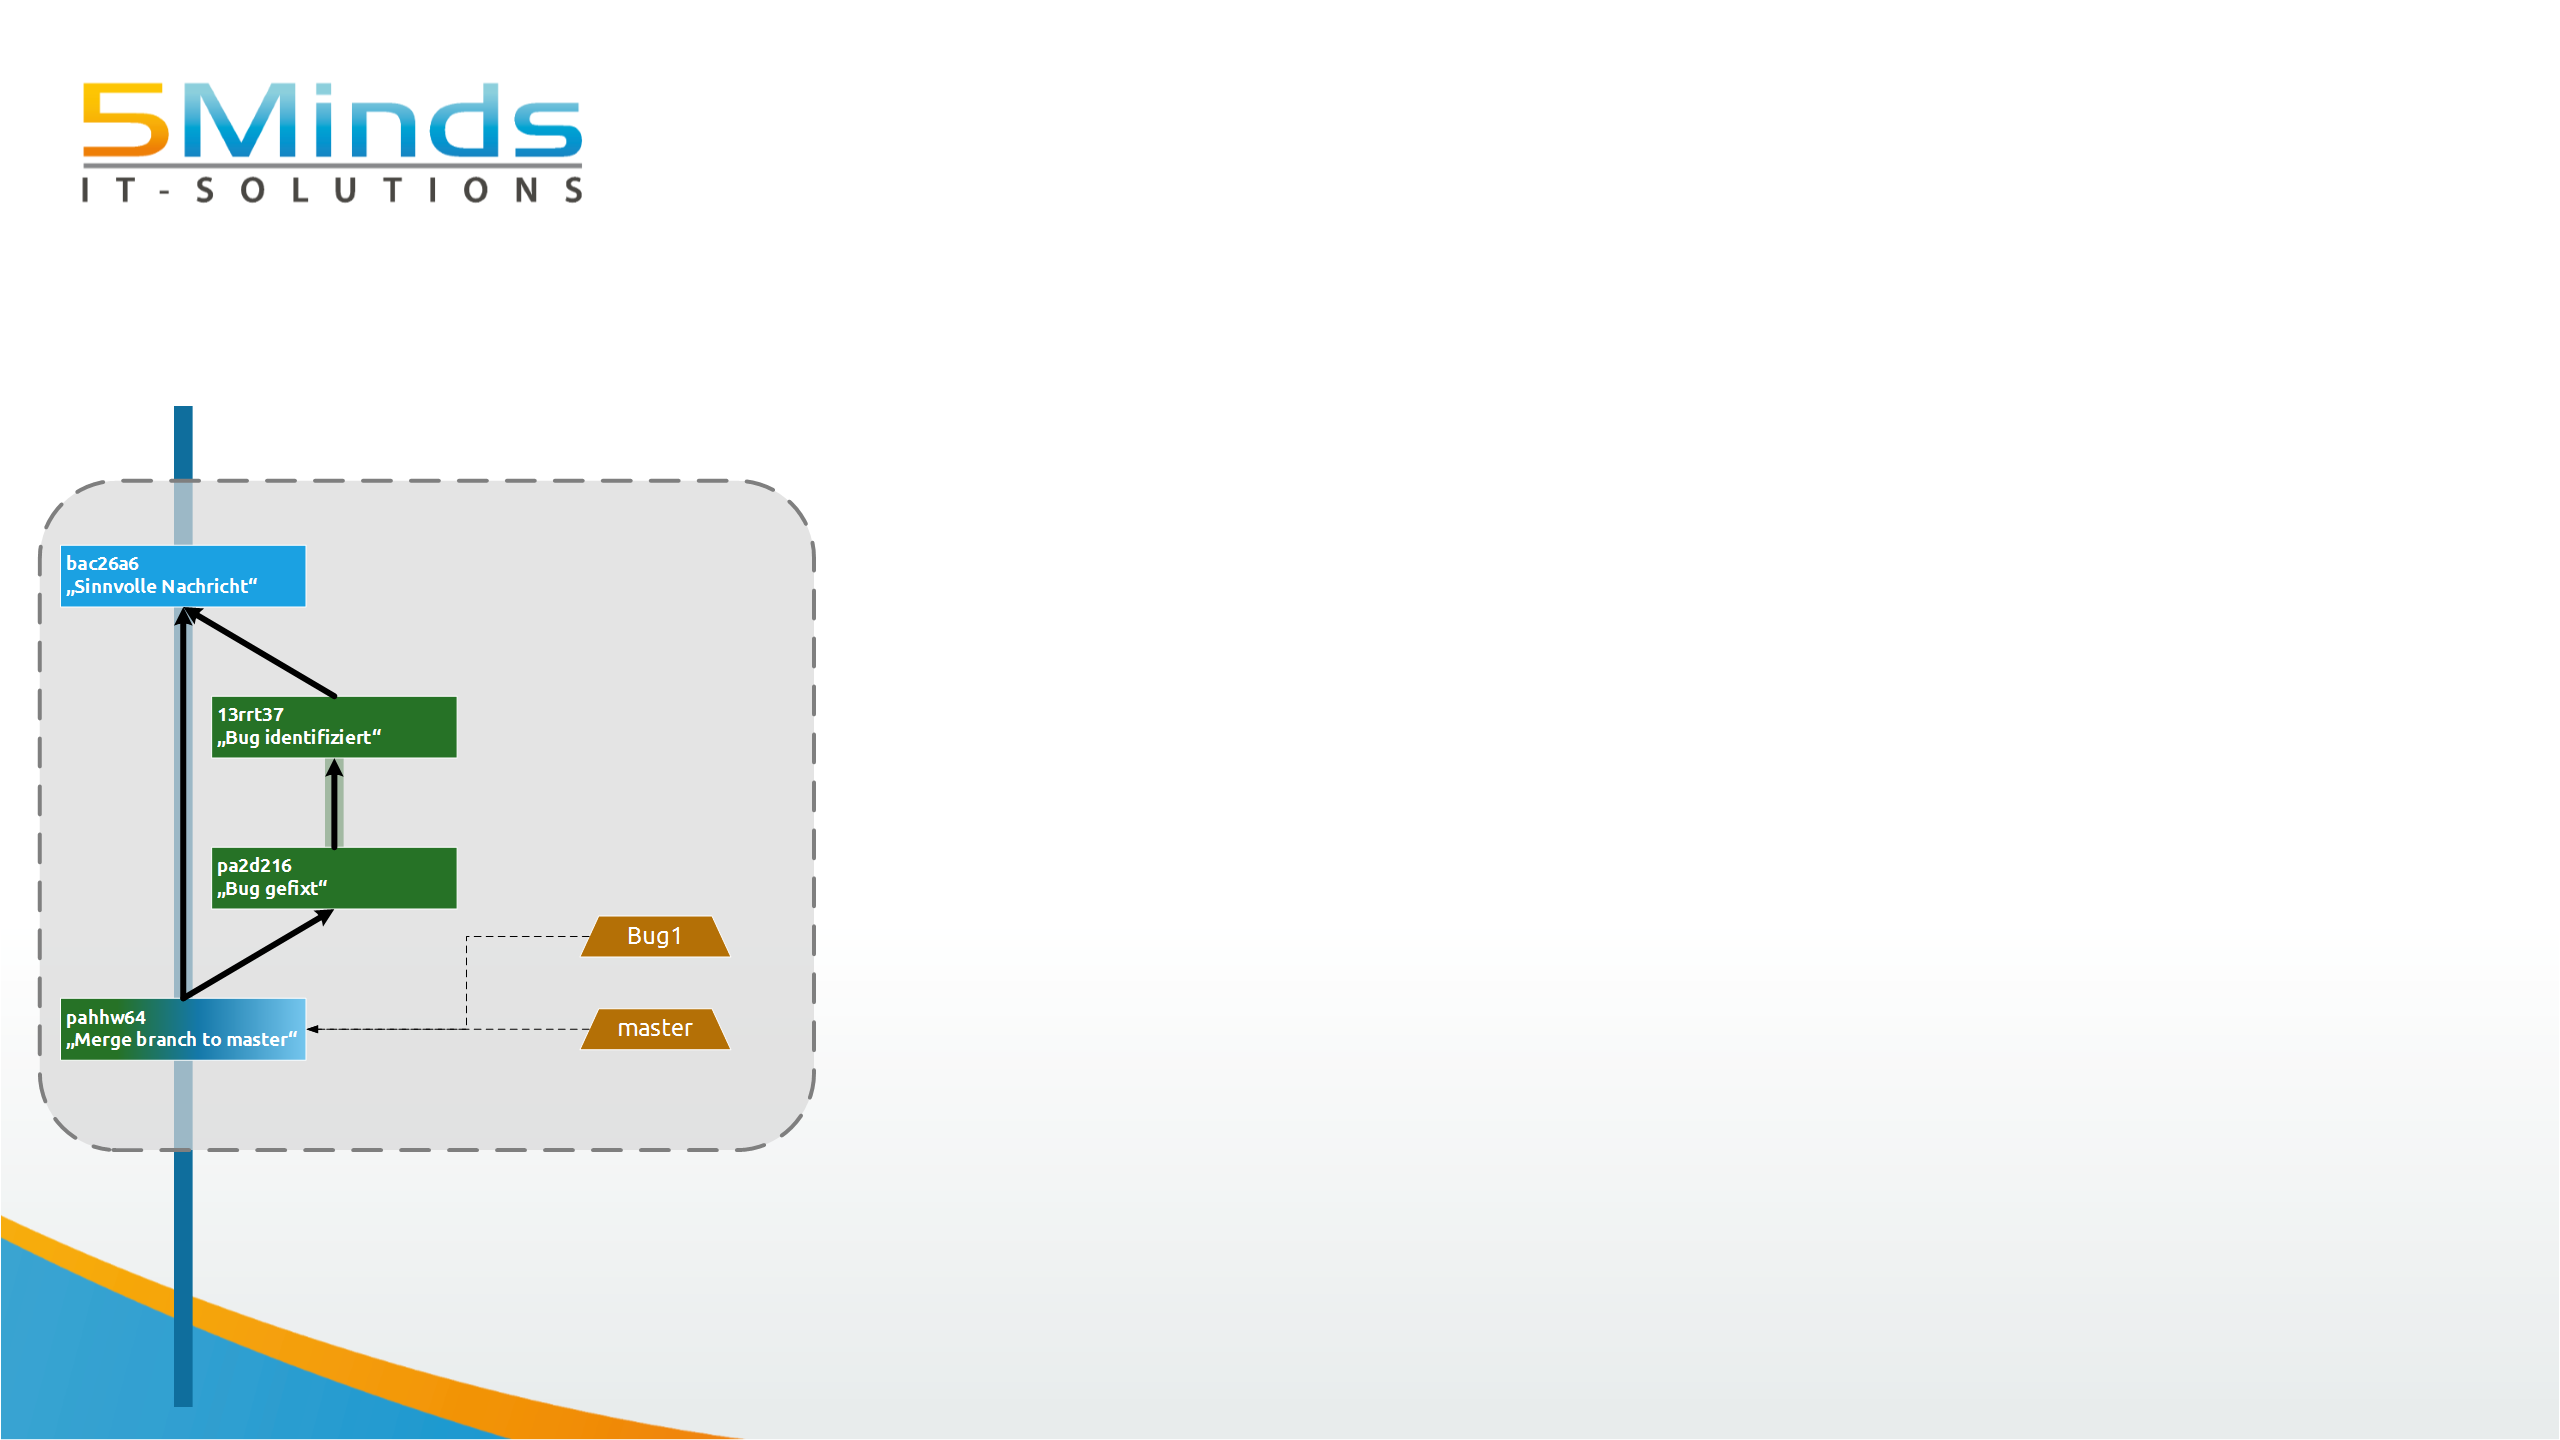 5Minds
IT-SOLUTIONS
bac26a6
„Sinnvolle Nachricht“
13rrt37
„Bug identifiziert“
pa2d216
„Bug gefixt“
Bug1
pahhw64
„Merge branch to master“
master